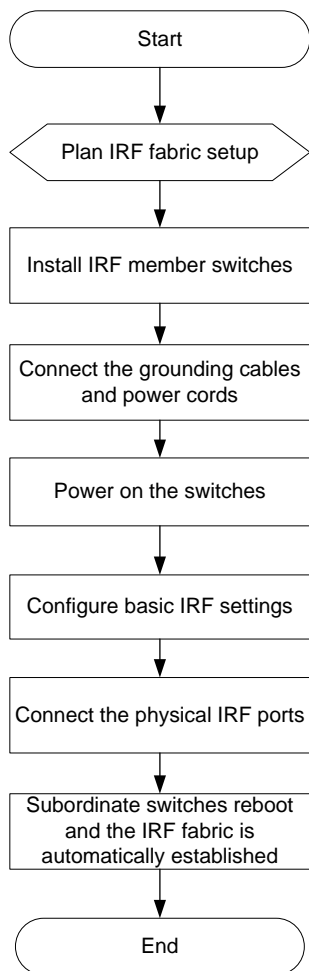 Start
Plan IRF fabric setup
Install IRF member switches
Connect the grounding cables
and power cords
Power on the switches
Configure basic IRF settings
Connect the physical IRF ports
Subordinate switches reboot
and the IRF fabric is
automatically established
End